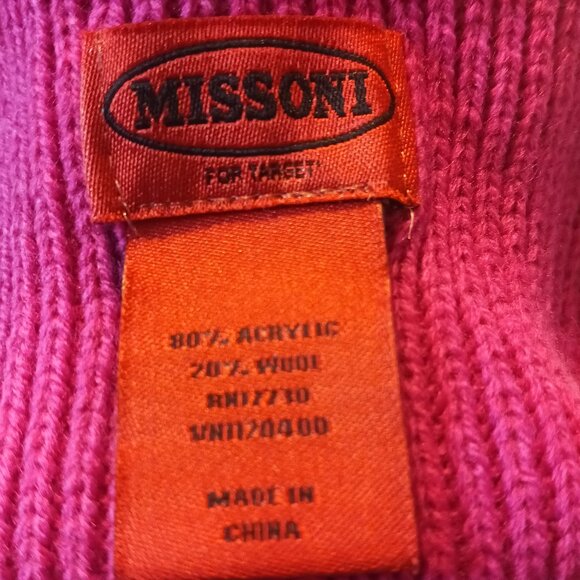 MISSONI
FOR TARGET
80% ACRYLIC
20% WOOL
RN17730
VN1120400
MADE IN
CHINA